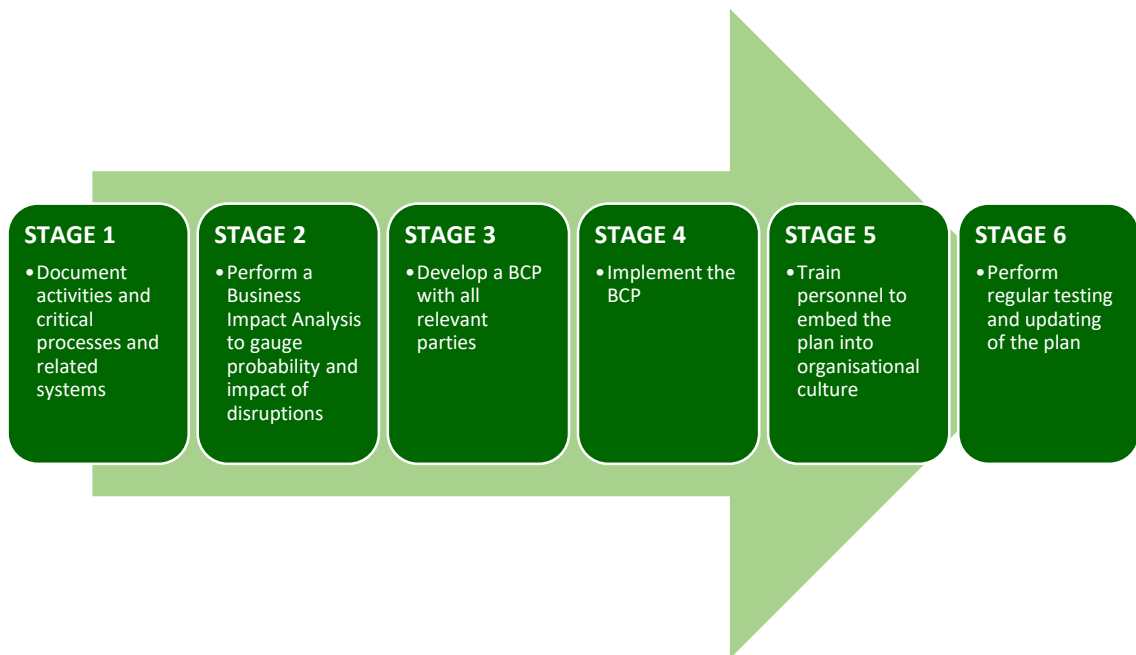 STAGE 1
•Document
activities and
critical
processes and
related
systems
STAGE 2
•Perform a
Business
Impact Analysis
to gauge
probability and
impact of
disruptions
STAGE 3
•Develop a BCP
with all
relevant
parties
STAGE 4
•Implement the
BCP
STAGE 5
•Train
personnel to
embed the
plan into
organisational
culture
STAGE 6
•Perform
regular testing
and updating
of the plan